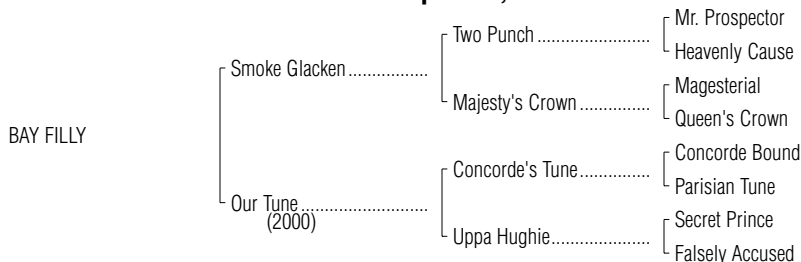 Mr. Prospector
Two Punch ........................
Heavenly Cause
Smoke Glacken .................
Magesterial
Majesty's Crown ...............
Queen's Crown
BAY FILLY
Concorde Bound
Concorde's Tune ...............
Parisian Tune
Our Tune ...........................
(2000)
Secret Prince
Uppa Hughie .....................
Falsely Accused